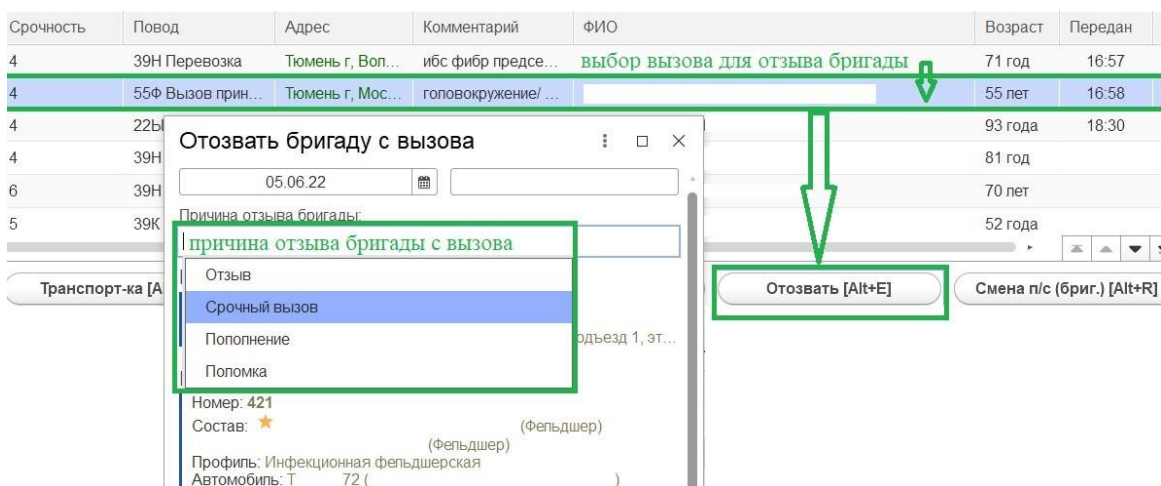 Срочность Повод Адрес Комментарий ФИО Возраст Передан
4 39Н Перевозка Тюмень г, Воп... ибс фибр предсе... выбор вызова для отзыва бригады 71 год 16:57
4 55Ф Вызов прин... Тюмень г, Мос... головокружение/ ... 55 лет 16:58
4 22Ы 93 года 18:30
4 39Н 81 год
6 39Н 70 лет
5 39К 52 года
Отозвать бригаду с вызова
05.06.22
Причина отзыва бригады:
причина отзыва бригады с вызова
Отзыв
Срочный вызов
Пополнение
Поломка
одъезд 1, эт...
Транспорт-ка [А Отозвать [Alt+E] Смена п/с (бриг.) [Alt+R]
Номер: 421
Состав: (Фельдшер)
(Фельдшер)
Профиль: Инфекционная фельдшерская
Автомобиль: Т 72 ( )